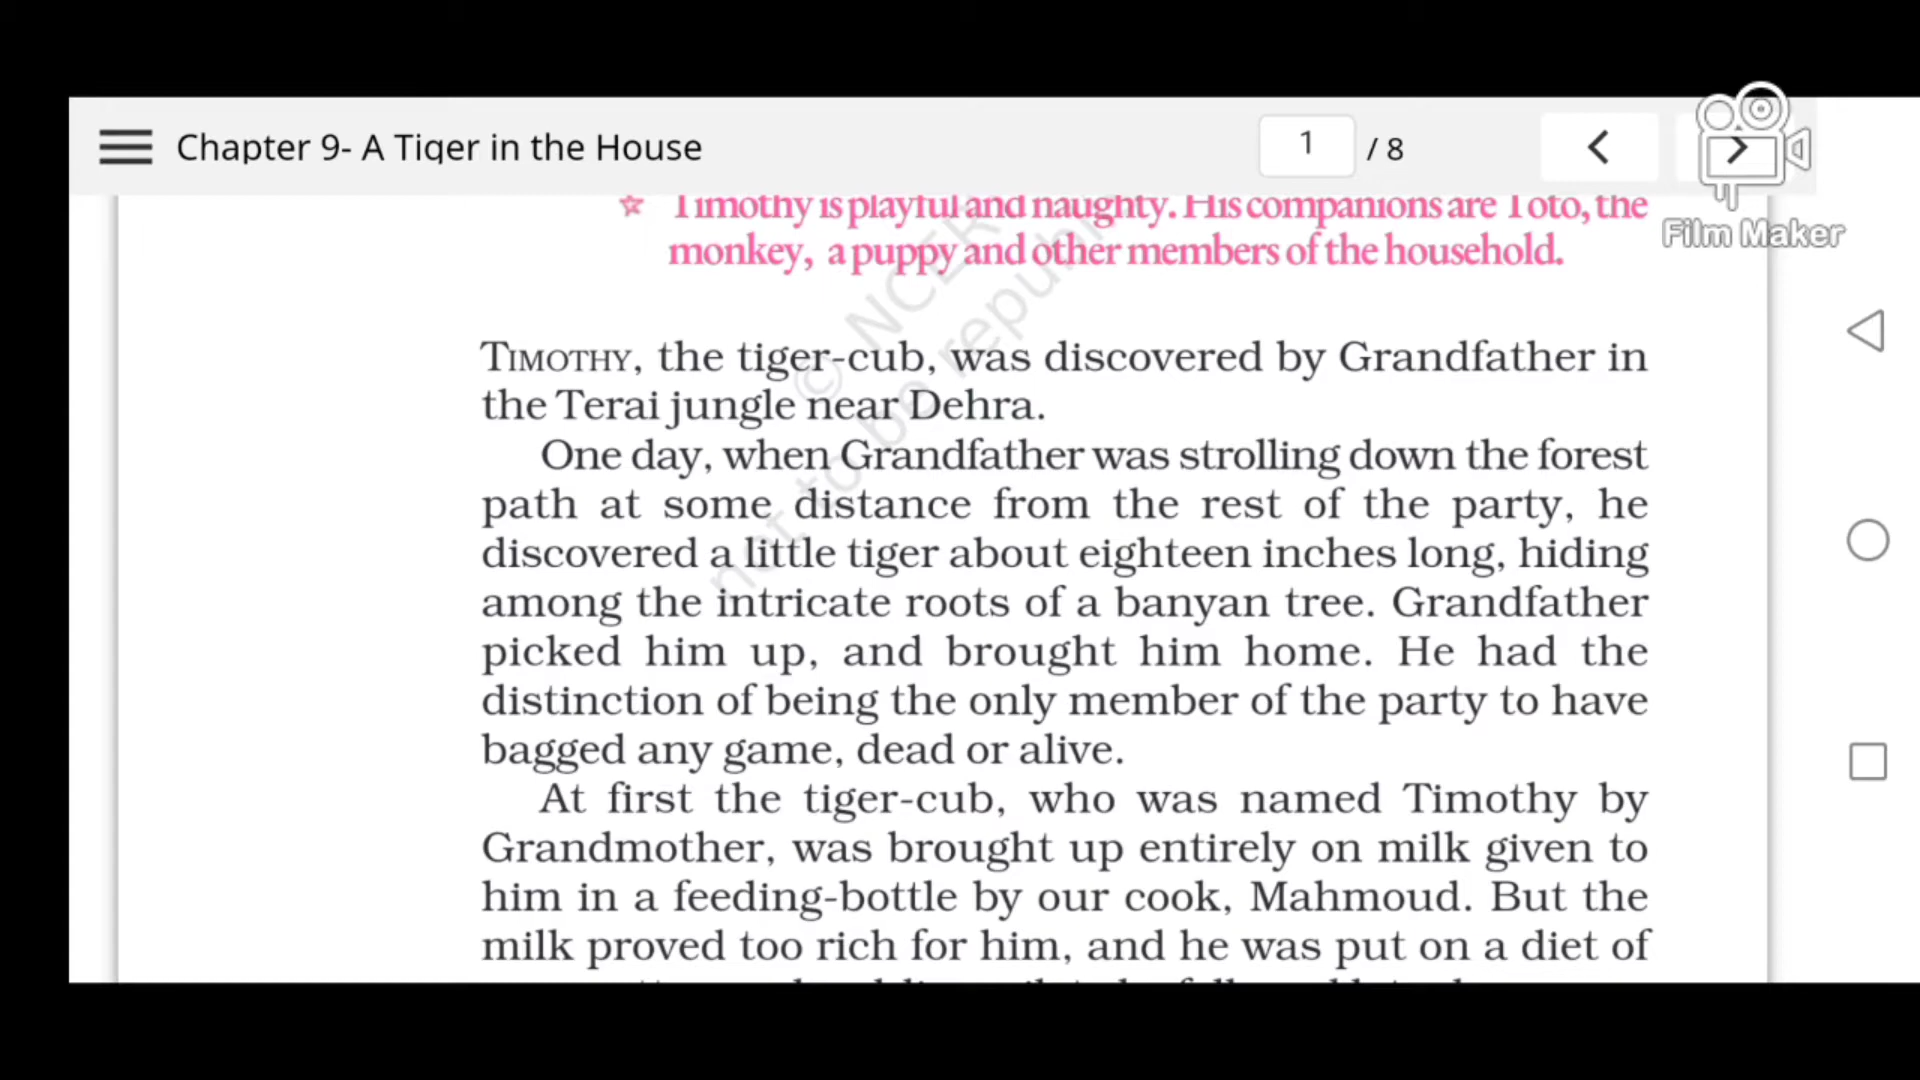 Chapter 9- A Tiger in the House
1 / 8
Film Maker
☆ Timothy is playful and naughty. His companions are Toto, the
monkey, a puppy and other members of the household.
© NCER
not to be republi
TIMOTHY, the tiger-cub, was discovered by Grandfather in
the Terai jungle near Dehra.
One day, when Grandfather was strolling down the forest
path at some distance from the rest of the party, he
discovered a little tiger about eighteen inches long, hiding
among the intricate roots of a banyan tree. Grandfather
picked him up, and brought him home. He had the
distinction of being the only member of the party to have
bagged any game, dead or alive.
At first the tiger-cub, who was named Timothy by
Grandmother, was brought up entirely on milk given to
him in a feeding-bottle by our cook, Mahmoud. But the
milk proved too rich for him, and he was put on a diet of